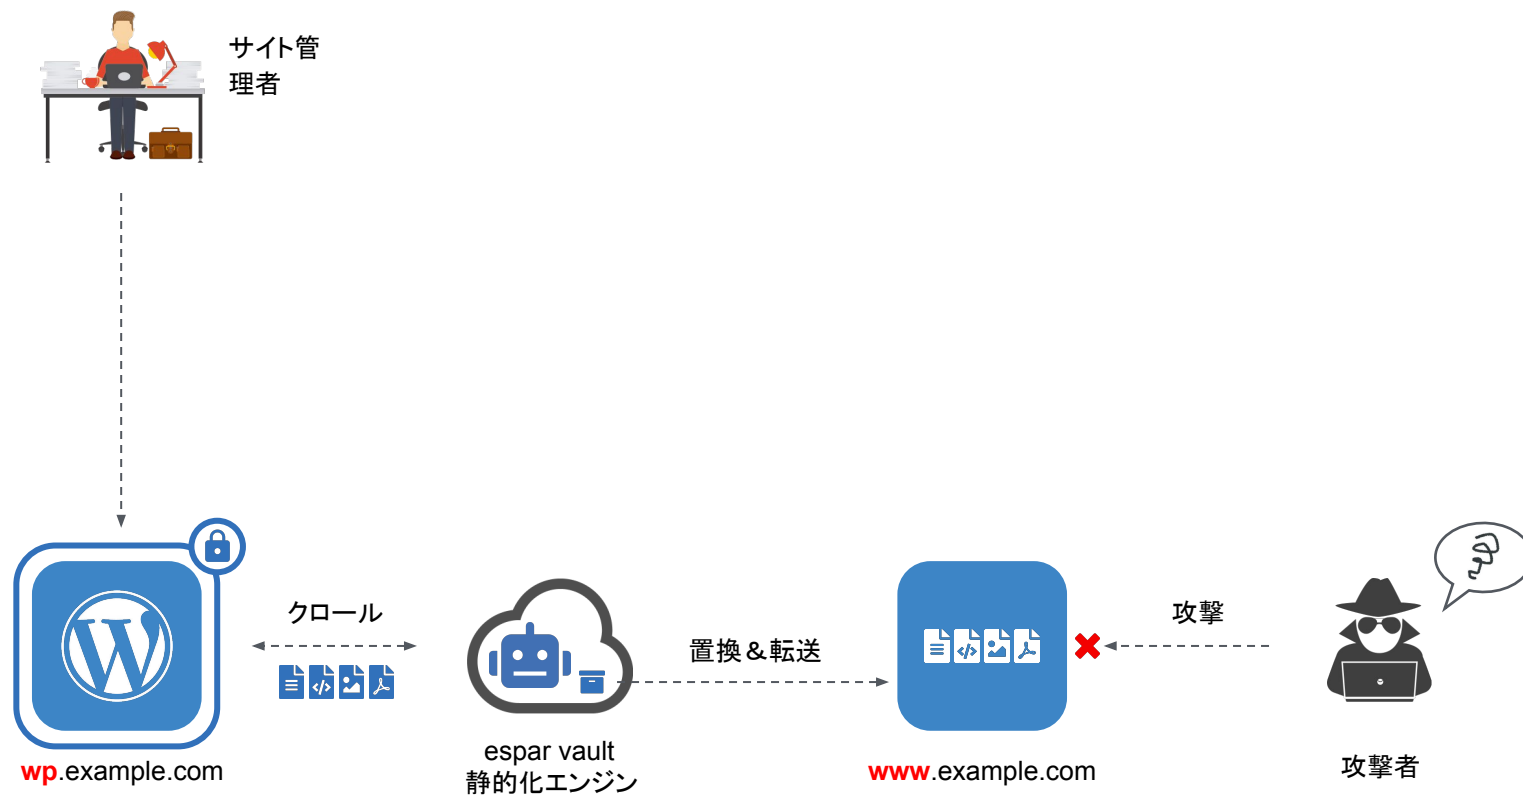 サイト管
理者
クロール
置換＆転送
攻撃
espar vault
静的化エンジン
wp.example.com
www.example.com
攻撃者